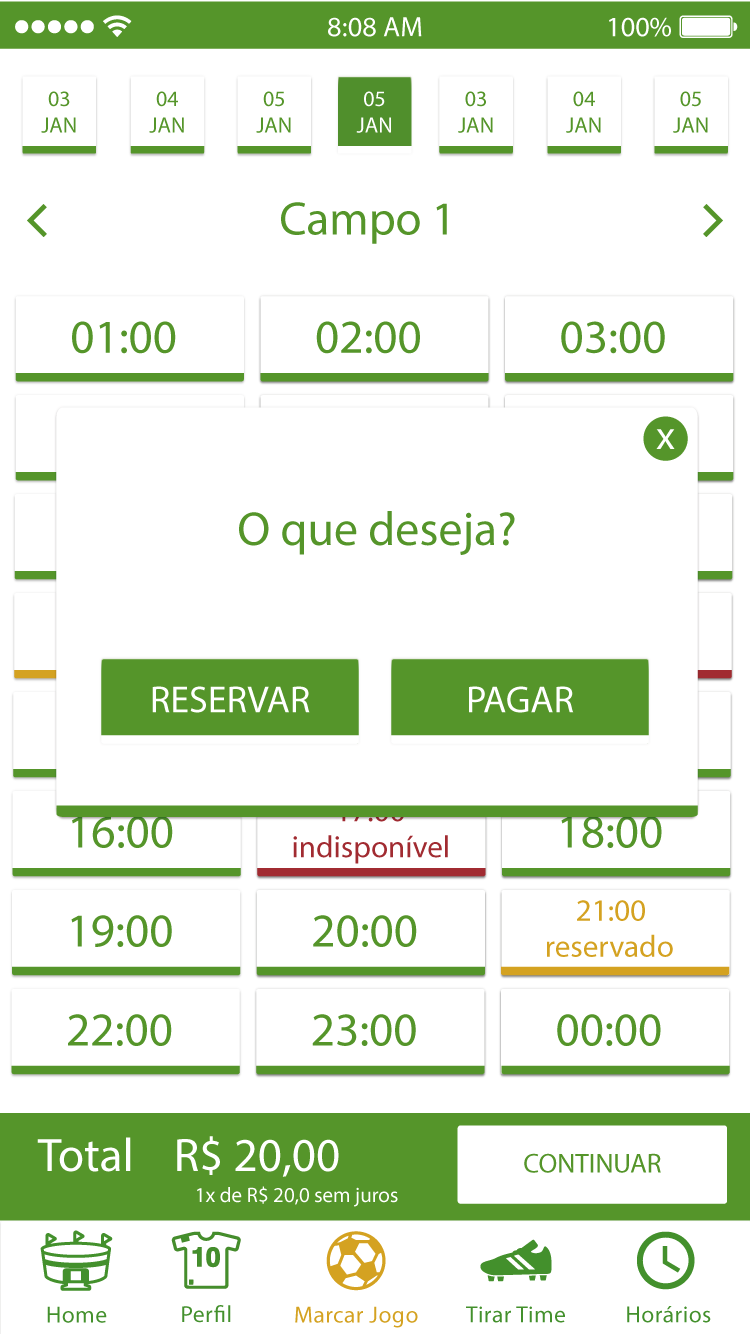 8:08 AM 100%
03 04 05 05 03 04 05
JAN JAN JAN JAN JAN JAN JAN
Campo 1
01:00 02:00 03:00
X
O que deseja?
RESERVAR PAGAR
16:00 17:00 18:00
indisponível
19:00 20:00 21:00
reservado
22:00 23:00 00:00
Total R$ 20,00 CONTINUAR
1x de R$ 20,0 sem juros
10
Home Perfil Marcar Jogo Tirar Time Horários